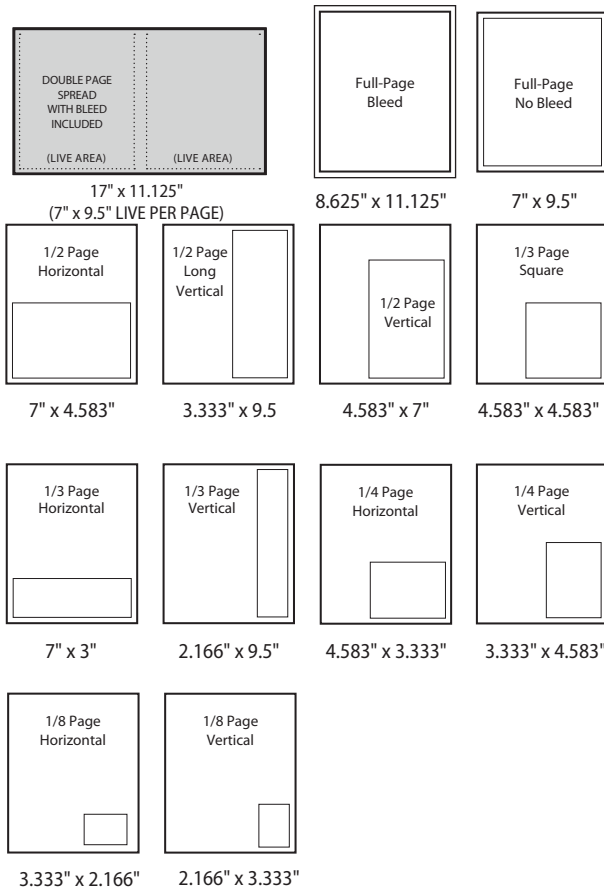 DOUBLE PAGE
SPREAD
WITH BLEED
INCLUDED
(LIVE AREA)
(LIVE AREA)
17" x 11.125"
(7" x 9.5" LIVE PER PAGE)
Full-Page
Bleed
8.625" x 11.125"
Full-Page
No Bleed
7" x 9.5"
1/2 Page
Horizontal
7" x 4.583"
1/2 Page
Long
Vertical
3.333" x 9.5
1/2 Page
Vertical
4.583" x 7"
1/3 Page
Square
4.583" x 4.583"
1/3 Page
Horizontal
7" x 3"
1/3 Page
Vertical
2.166" x 9.5"
1/4 Page
Horizontal
4.583" x 3.333"
1/4 Page
Vertical
3.333" x 4.583"
1/8 Page
Horizontal
3.333" x 2.166"
1/8 Page
Vertical
2.166" x 3.333"